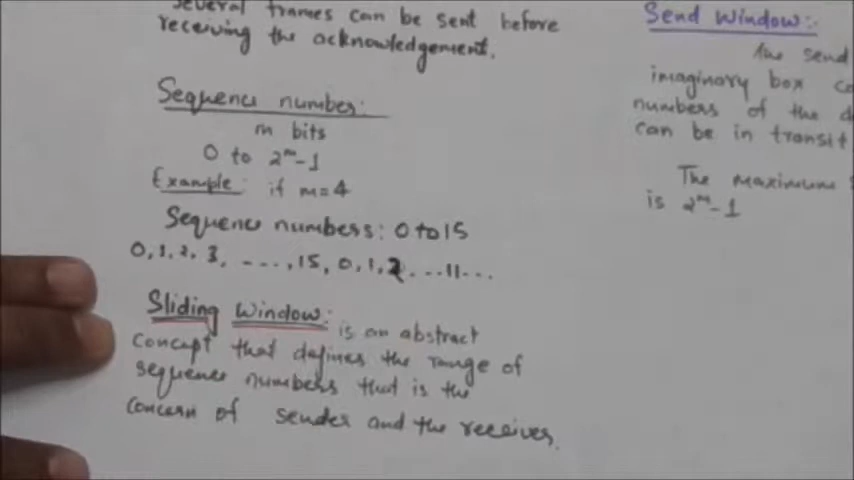 several frames can be sent before
receiving the acknowledgement.
Sequence number:
m bits
0 to 2^m-1
Example: if m=4
Sequence numbers: 0 to 15
0, 1, 2, 3, ...., 15, 0, 1, 2, ...11...
Sliding Window: is an abstract
concept that defines the range of
sequence numbers that is the
concern of sender and the receiver.
Send Window:-
The send
imaginary box co
numbers of the d
can be in transit
The maximum s
is 2^m-1